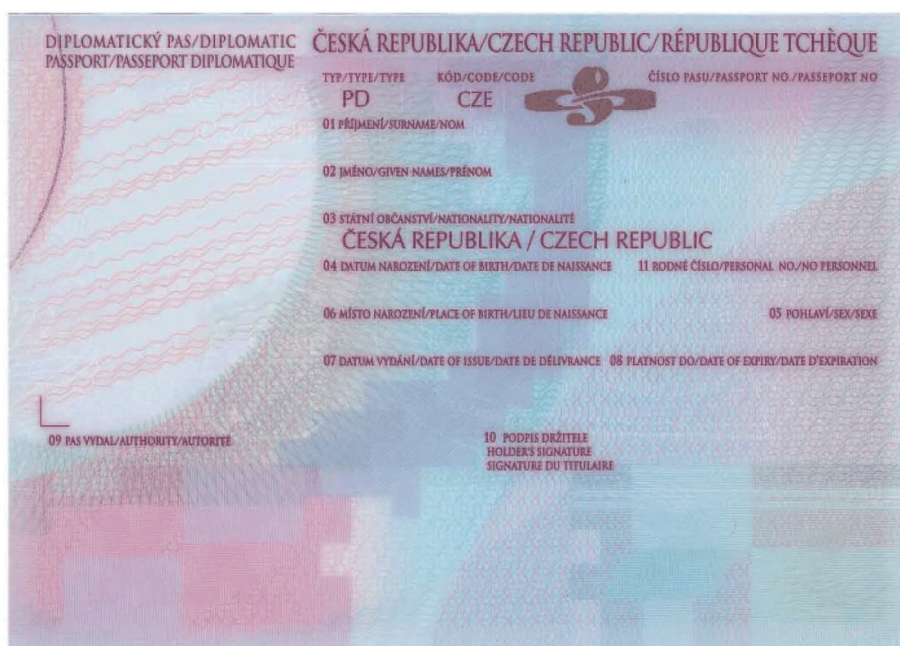 DIPLOMATICKÝ PAS/DIPLOMATIC
PASSPORT/PASSEPORT DIPLOMATIQUE
ČESKÁ REPUBLIKA/CZECH REPUBLIC/RÉPUBLIQUE TCHÈQUE
TYP/TYPE/TYPE KÓD/CODE/CODE ČÍSLO PASU/PASSPORT NO./PASSEPORT NO
PD CZE
01 PŘÍJMENÍ/SURNAME/NOM
02 JMÉNO/GIVEN NAMES/PRÉNOM
03 STÁTNÍ OBČANSTVÍ/NATIONALITY/NATIONALITÉ
ČESKÁ REPUBLIKA / CZECH REPUBLIC
04 DATUM NAROZENÍ/DATE OF BIRTH/DATE DE NAISSANCE 11 RODNÉ ČÍSLO/PERSONAL NO./NO PERSONNEL
06 MÍSTO NAROZENÍ/PLACE OF BIRTH/LIEU DE NAISSANCE 05 POHLAVÍ/SEX/SEXE
07 DATUM VYDÁNÍ/DATE OF ISSUE/DATE DE DÉLIVRANCE 08 PLATNOST DO/DATE OF EXPIRY/DATE D'EXPIRATION
09 PAS VYDAL/AUTHORITY/AUTORITÉ
10 PODPIS DRŽITELE
HOLDER'S SIGNATURE
SIGNATURE DU TITULAIRE